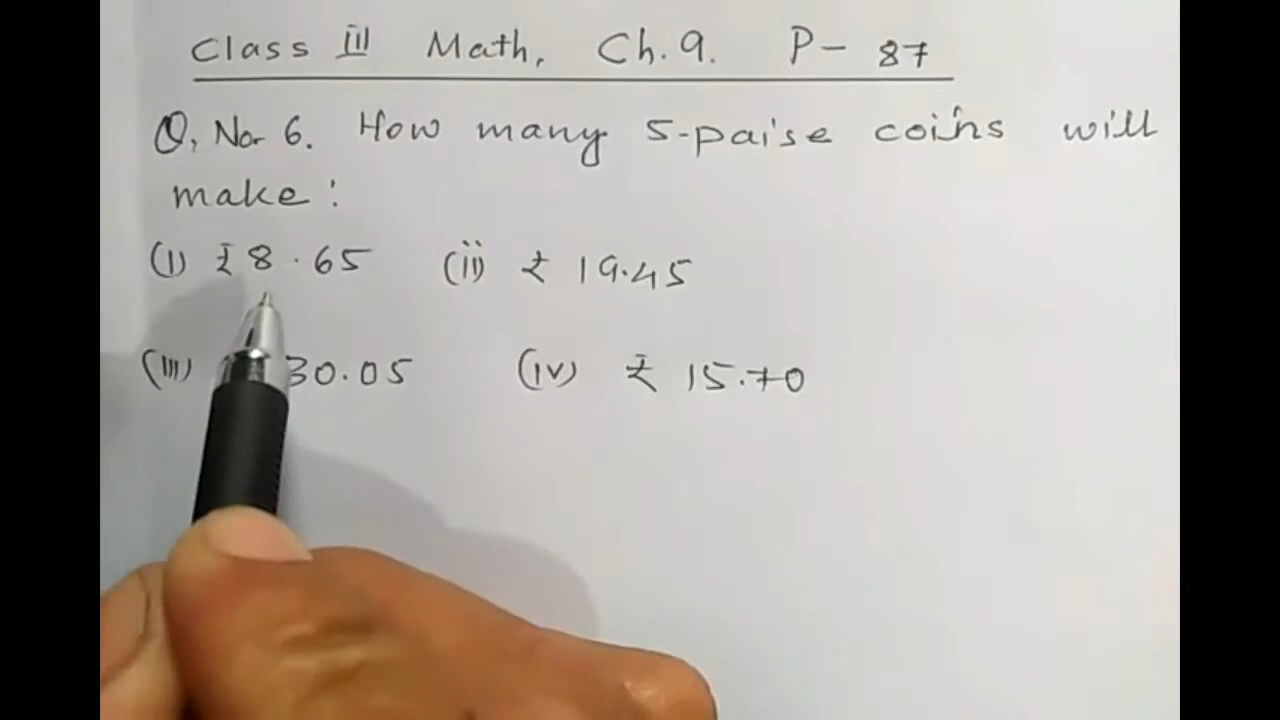 Class III Math, Ch. 9. P- 87
Q. No. 6. How many 5-paise coins will
make :
(i) ₹ 8.65 (ii) ₹ 19.45
(iii) 30.05 (iv) ₹ 15.70